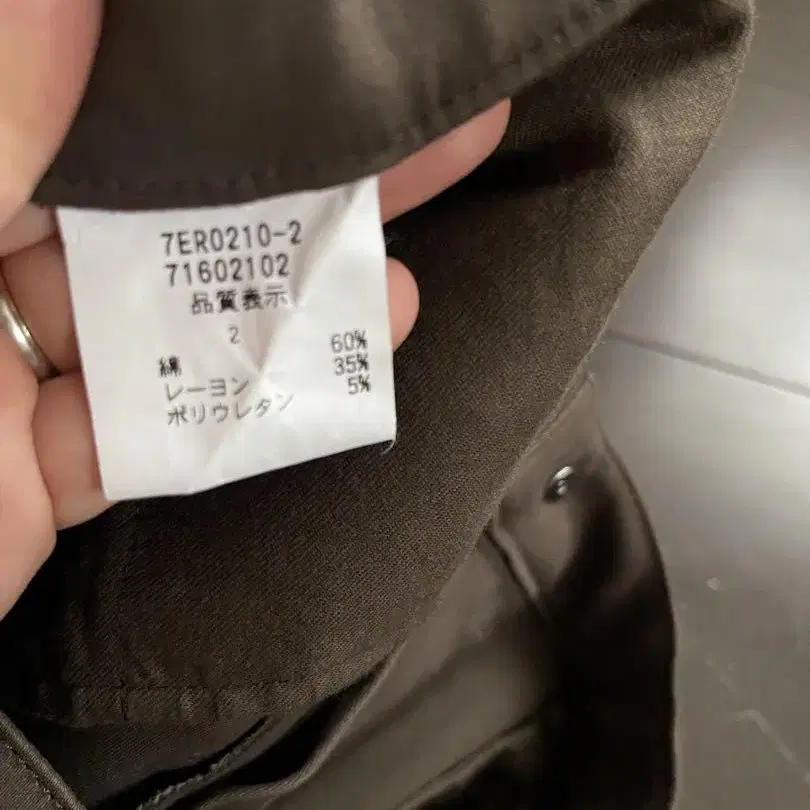 7ER0210-2
71602102
品質表示
2
綿 60%
レーヨン 35%
ポリウレタン 5%